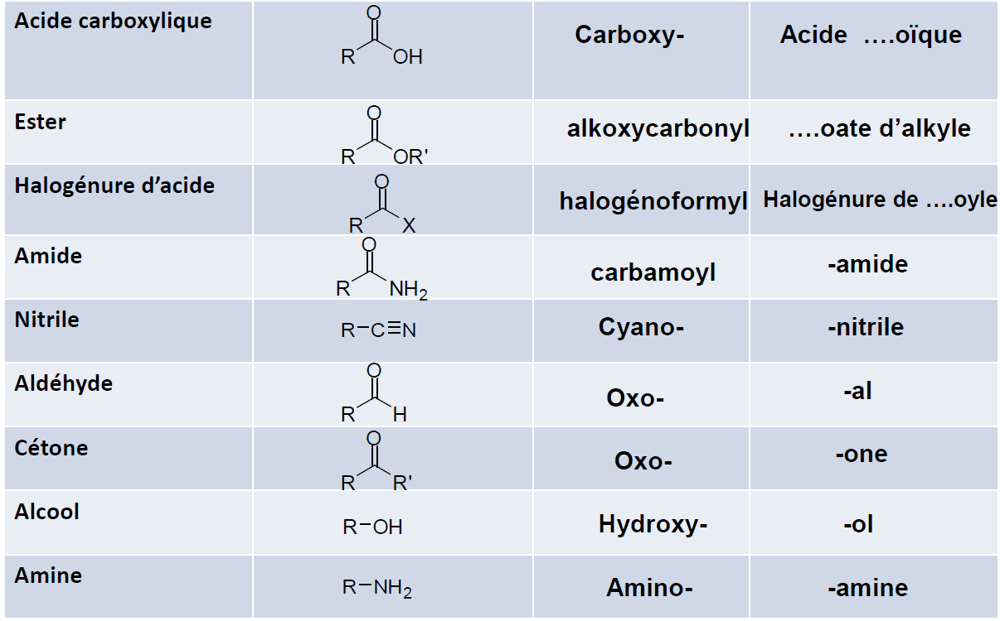 Acide carboxylique
O
R
OH
Carboxy-
Acide ….oïque
Ester
O
R
OR'
alkoxycarbonyl
….oate d’alkyle
Halogénure d’acide
O
R
X
halogénoformyl
Halogénure de ….oyle
Amide
O
R
NH2
carbamoyl
-amide
Nitrile
R–C≡N
Cyano-
-nitrile
Aldéhyde
O
R
H
Oxo-
-al
Cétone
O
R
R'
Oxo-
-one
Alcool
R–OH
Hydroxy-
-ol
Amine
R–NH2
Amino-
-amine